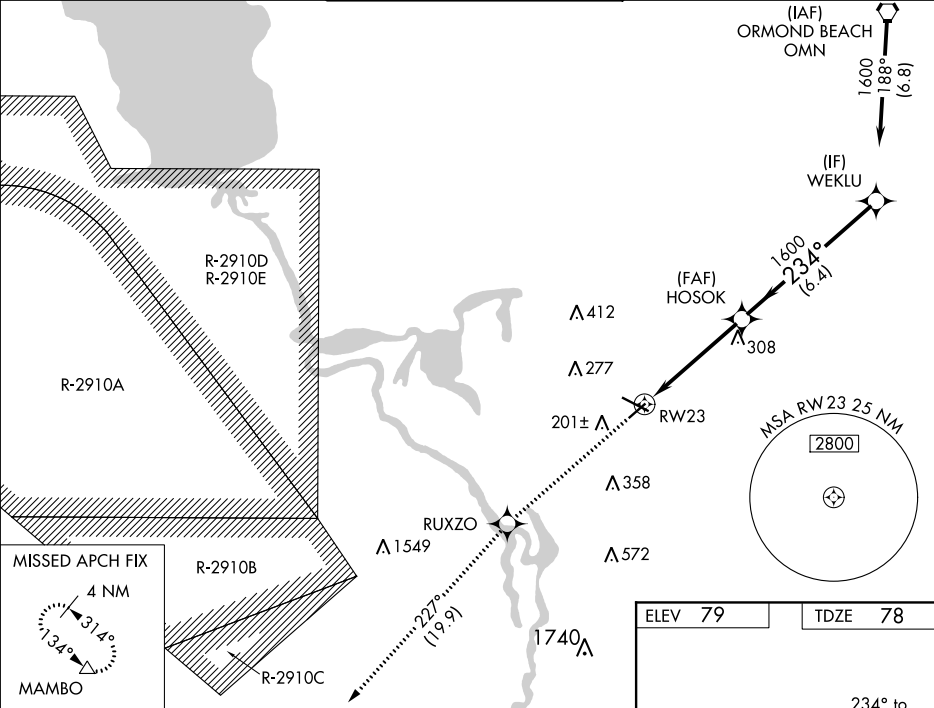 (IAF)
ORMOND BEACH
OMN
1600
188°
(6.8)
(IF)
WEKLU
1600
234°
(6.4)
(FAF)
HOSOK
308
412
277
201±
RW23
358
RUXZO
1549
572
227°
(19.9)
1740
R-2910D
R-2910E
R-2910A
R-2910B
R-2910C
MSA RW 23 25 NM
2800
MISSED APCH FIX
4 NM
314°
134°
MAMBO
ELEV 79
TDZE 78
234° to